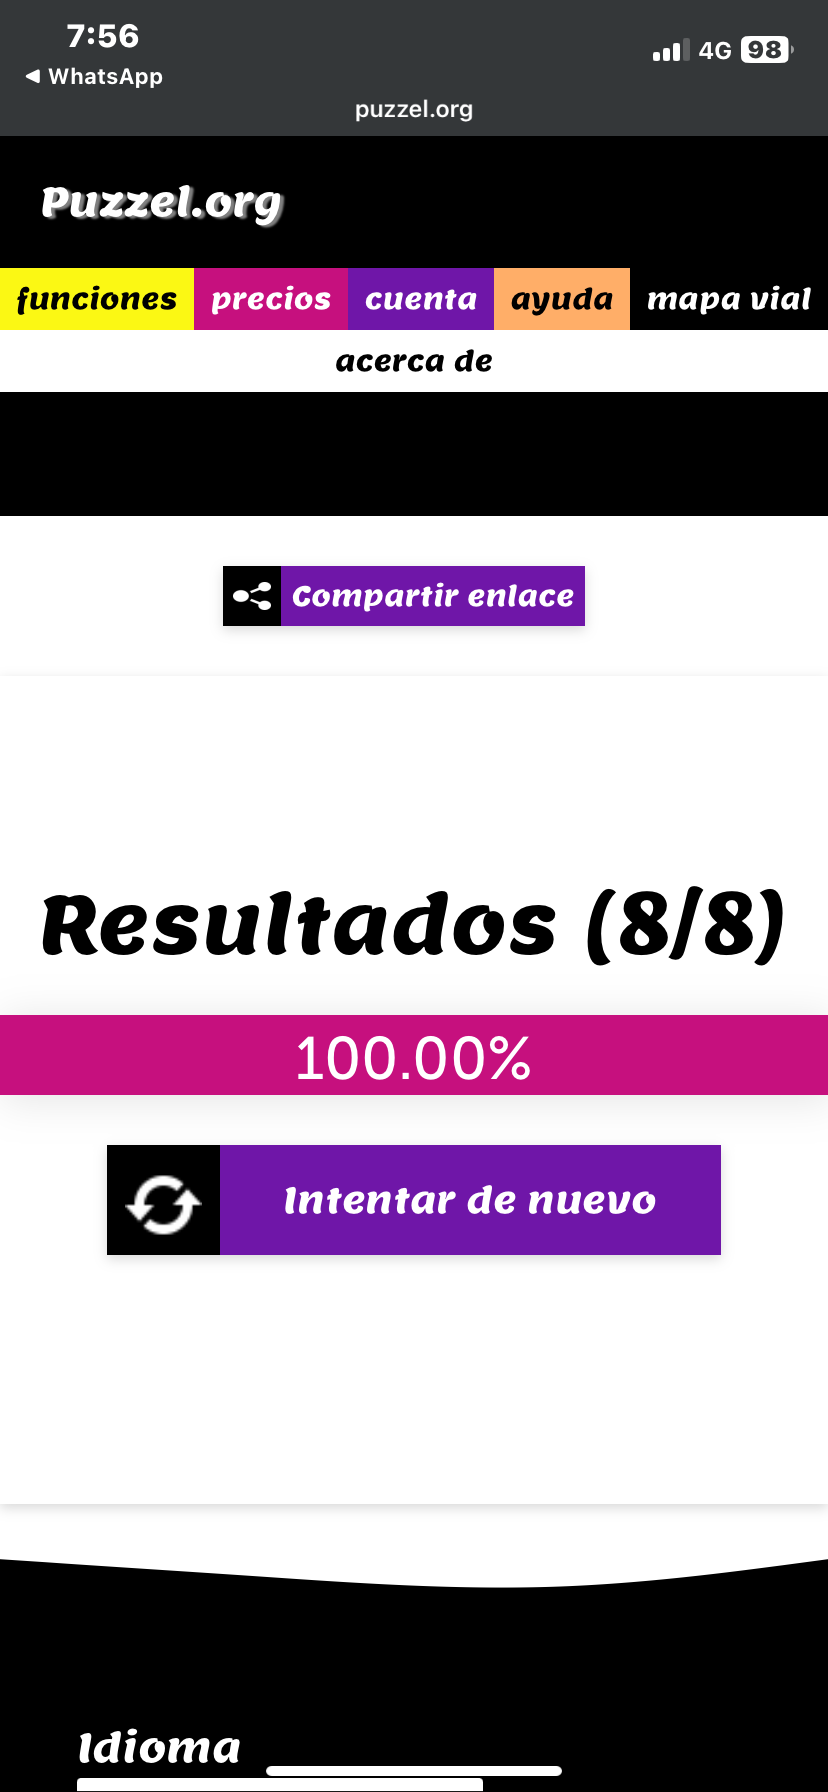 7:56
4G 98
◀ WhatsApp
puzzel.org
Puzzel.org
funciones precios cuenta ayuda mapa vial
acerca de
Compartir enlace
Resultados (8/8)
100.00%
Intentar de nuevo
Idioma